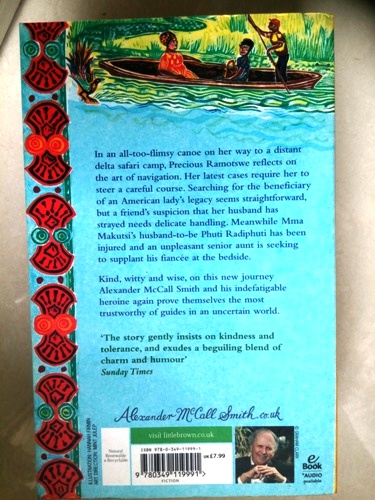 In an all-too-flimsy canoe on her way to a distant
delta safari camp, Precious Ramotswe reflects on
the art of navigation. Her latest cases require her to
steer a careful course. Searching for the beneficiary
of an American lady's legacy seems straightforward,
but a friend's suspicion that her husband has
strayed needs delicate handling. Meanwhile Mma
Makutsi's husband-to-be Phuti Radiphuti has been
injured and an unpleasant senior aunt is seeking
to supplant his fiancée at the bedside.
Kind, witty and wise, on this new journey
Alexander McCall Smith and his indefatigable
heroine again prove themselves the most
trustworthy of guides in an uncertain world.
'The story gently insists on kindness and
tolerance, and exudes a beguiling blend of
charm and humour'
Sunday Times
Alexander McCall Smith.co.uk
visit littlebrown.co.uk
ISBN 978-0-349-11999-1
Natural
Renewable
& Recyclable
UK £7.99
9 780349 119991
FICTION
eBook
AUDIO
available
ILLUSTRATION: HANNAH FIRMIN
ART DIRECTION: MINT JULEP